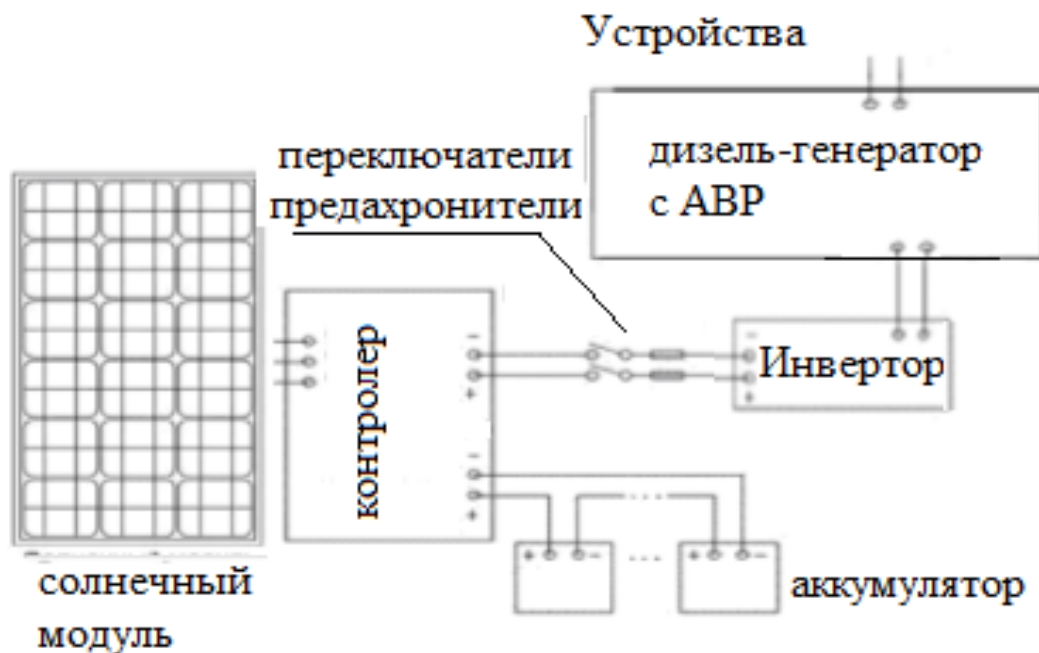 Устройства
дизель-генератор
с АВР
переключатели
предахронители
контролер
Инвертор
аккумулятор
солнечный
модуль